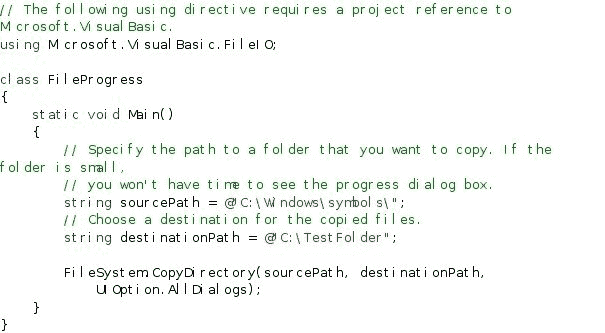 // The following using directive requires a project reference to
Microsoft.VisualBasic.
using Microsoft.VisualBasic.FileIO;

class FileProgress
{
    static void Main()
    {
        // Specify the path to a folder that you want to copy. If the
folder is small,
        // you won't have time to see the progress dialog box.
        string sourcePath = @"C:\Windows\symbols\";
        // Choose a destination for the copied files.
        string destinationPath = @"C:\TestFolder";

        FileSystem.CopyDirectory(sourcePath, destinationPath,
            UIOption.AllDialogs);
    }
}